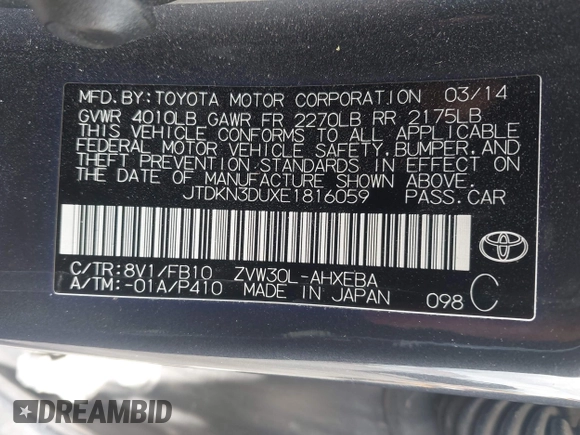 MFD.BY: TOYOTA MOTOR CORPORATION 03/14
GVWR 4010LB GAWR FR 2270LB RR 2175LB
THIS VEHICLE CONFORMS TO ALL APPLICABLE
FEDERAL MOTOR VEHICLE SAFETY, BUMPER, AND
THEFT PREVENTION STANDARDS IN EFFECT ON
THE DATE OF MANUFACTURE SHOWN ABOVE.
JTDKN3DUXE1816059 PASS.CAR
TOYOTA
C/TR: 8V1/FB10 ZVW30L-AHXEBA
A/TM: -01A/P410 MADE IN JAPAN 098 C
DREAMBID